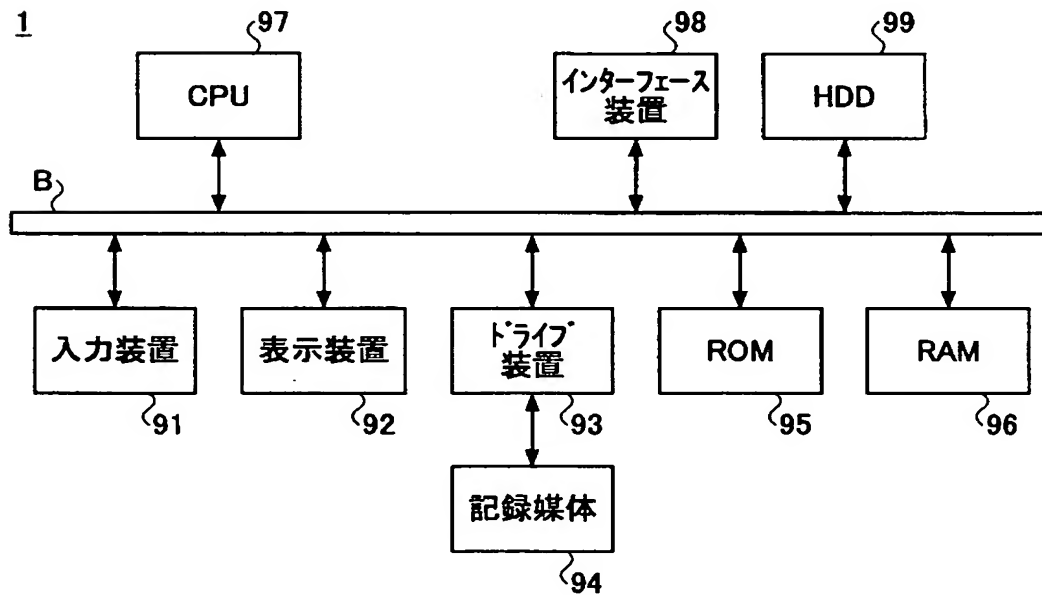 1
97
98
99
CPU
インターフェース
装置
HDD
B
入力装置
表示装置
ドライブ
装置
ROM
RAM
91
92
93
95
96
記録媒体
94